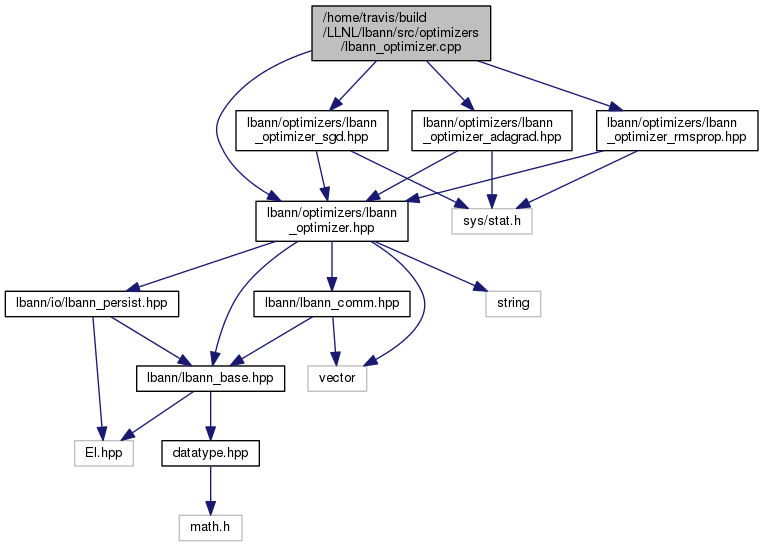 /home/travis/build
/LLNL/lbann/src/optimizers
/lbann_optimizer.cpp
lbann/optimizers/lbann
_optimizer_sgd.hpp
lbann/optimizers/lbann
_optimizer_adagrad.hpp
lbann/optimizers/lbann
_optimizer_rmsprop.hpp
lbann/optimizers/lbann
_optimizer.hpp
sys/stat.h
lbann/io/lbann_persist.hpp
lbann/lbann_comm.hpp
string
lbann/lbann_base.hpp
vector
El.hpp
datatype.hpp
math.h